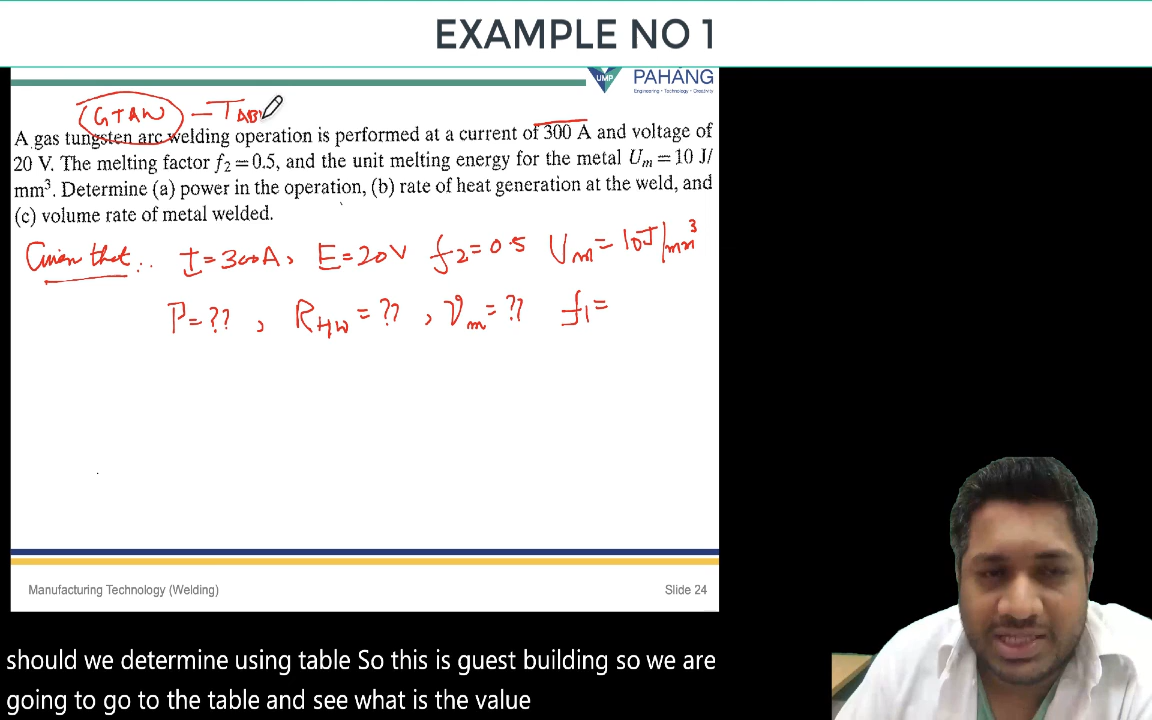 EXAMPLE NO 1
UMP PAHANG
Engineering • Technology • Creativity
GTAW - TAB
A gas tungsten arc welding operation is performed at a current of 300 A and voltage of
20 V. The melting factor f₂ = 0.5, and the unit melting energy for the metal Uₘ = 10 J/
mm³. Determine (a) power in the operation, (b) rate of heat generation at the weld, and
(c) volume rate of metal welded.
Given that :. I = 300A, E = 20V f₂ = 0.5 Um = 10J/mm³
P = ??, RHW = ??, Vm = ?? f1 =
Manufacturing Technology (Welding) Slide 24
should we determine using table So this is guest building so we are
going to go to the table and see what is the value